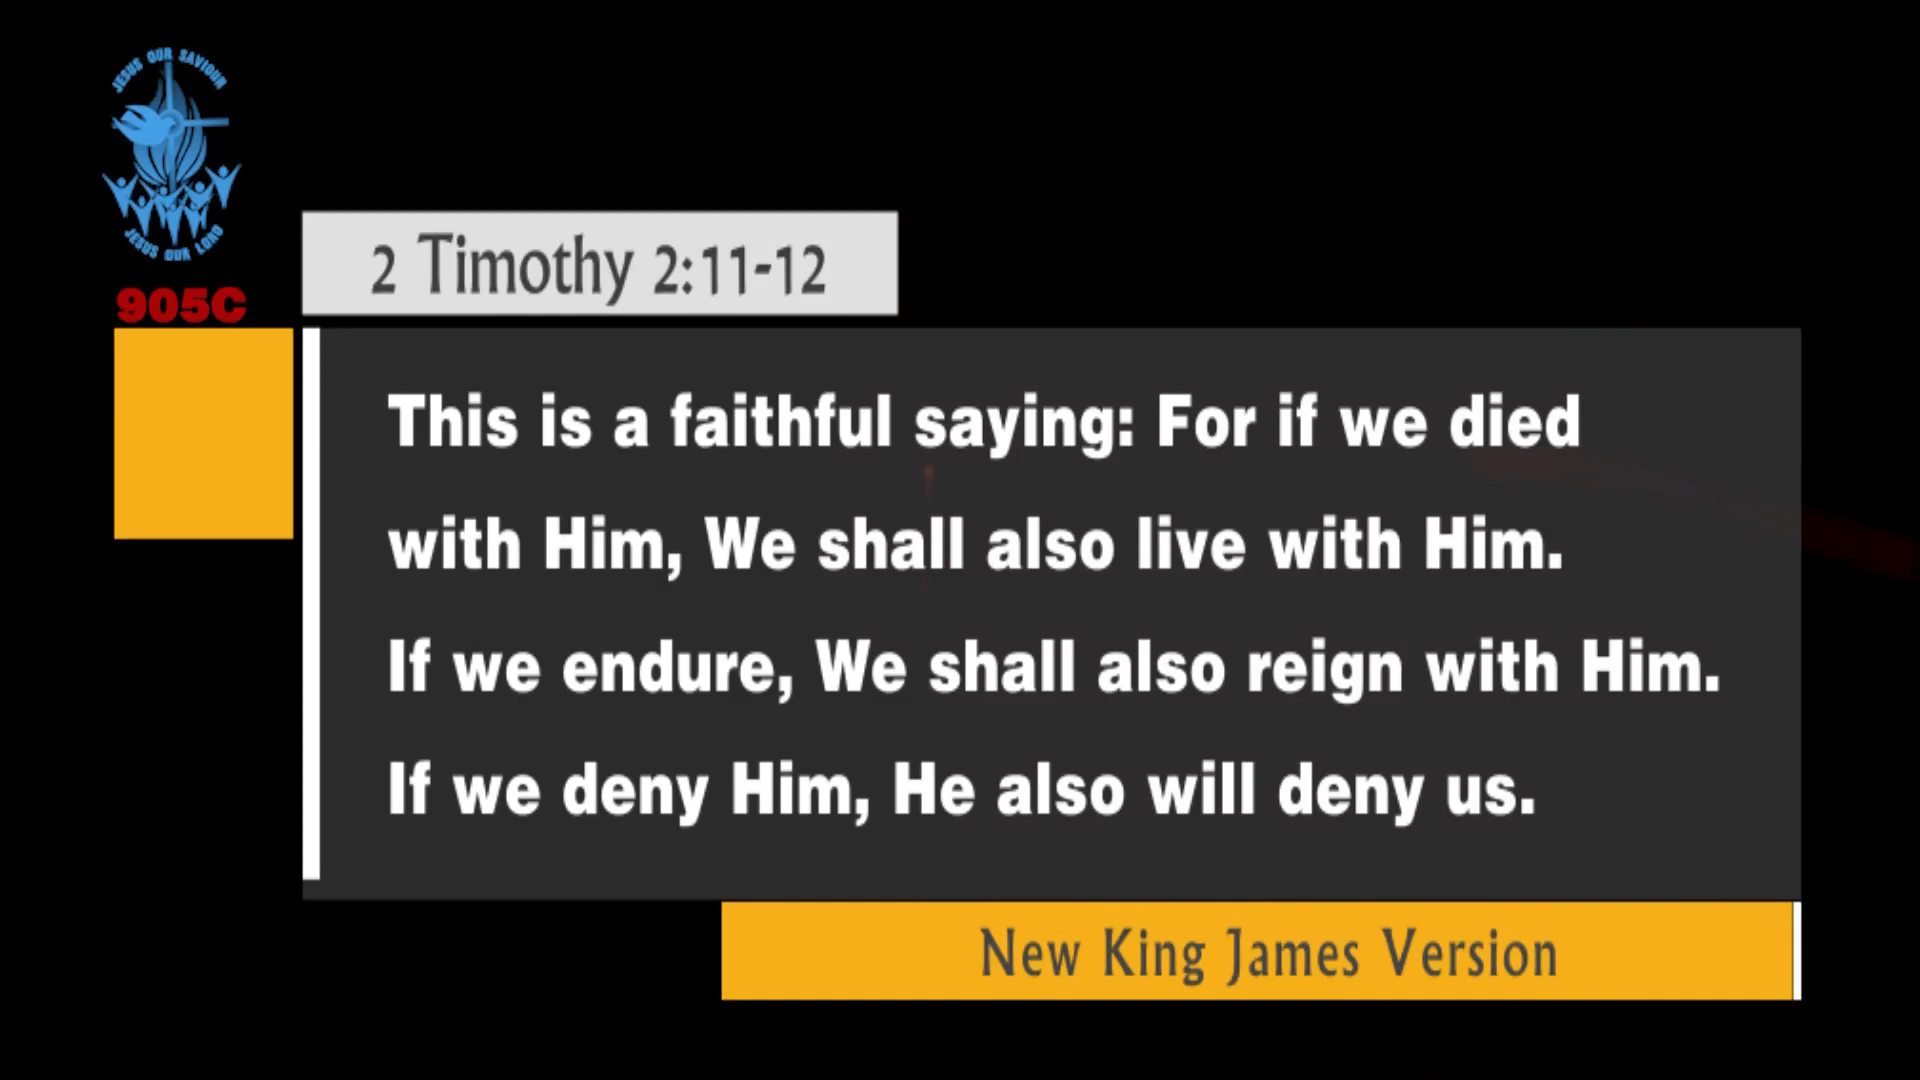 JESUS OUR SAVIOUR
JESUS OUR LORD
905C
2 Timothy 2:11-12
This is a faithful saying: For if we died
with Him, We shall also live with Him.
If we endure, We shall also reign with Him.
If we deny Him, He also will deny us.
New King James Version